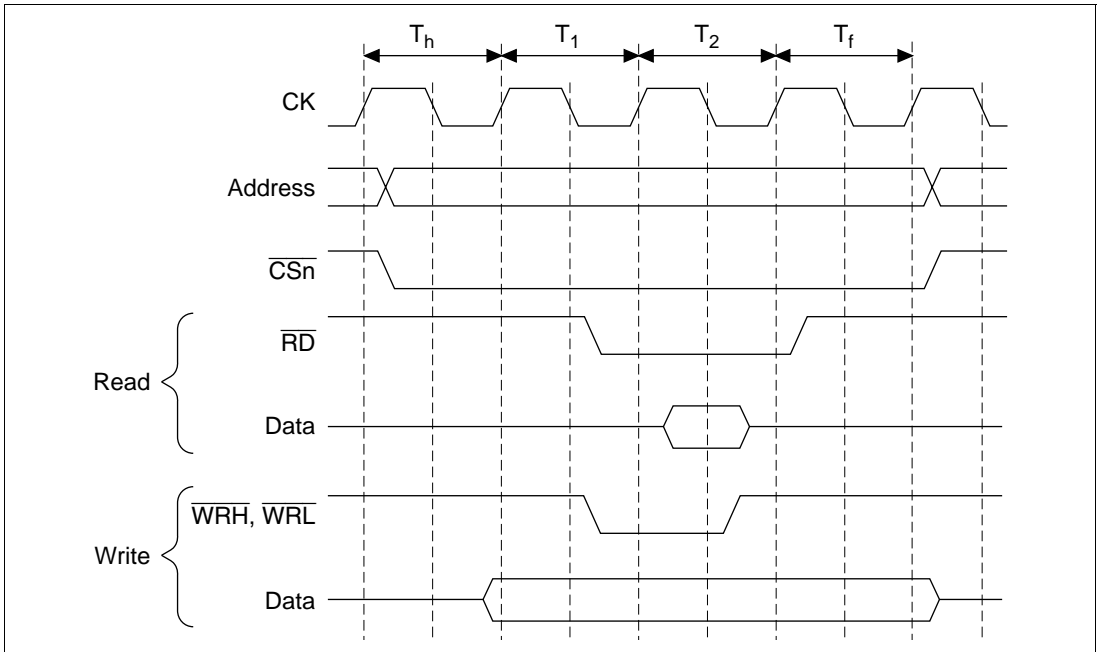 Th T1 T2 Tf
CK
Address
CSn
RD
Read
Data
WRH, WRL
Write
Data